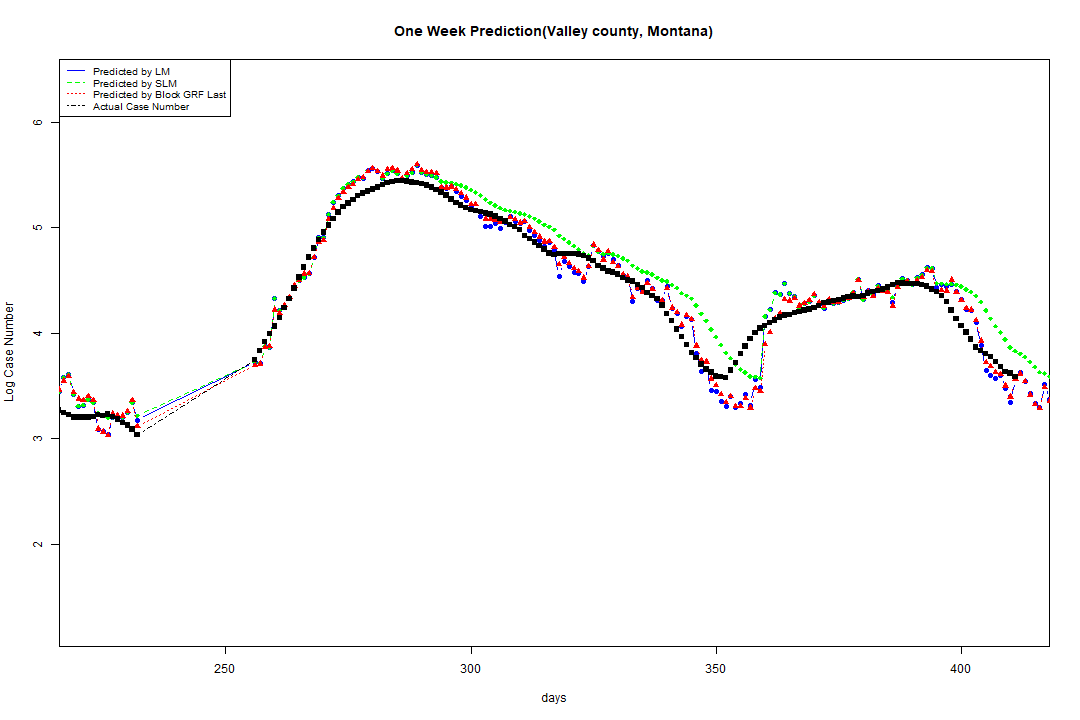 One Week Prediction(Valley county, Montana)
Predicted by LM
Predicted by SLM
Predicted by Block GRF Last
Actual Case Number
Log Case Number
6
5
4
3
2
250 300 350 400
days